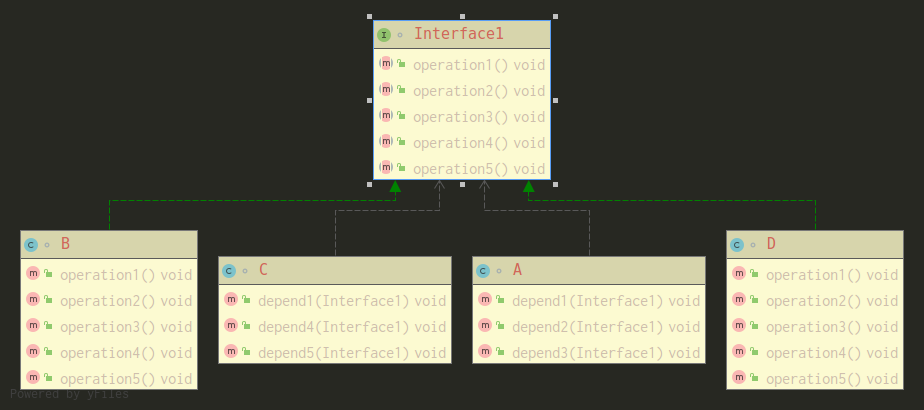 Interface1
operation1() void
operation2() void
operation3() void
operation4() void
operation5() void
B
operation1() void
operation2() void
operation3() void
operation4() void
operation5() void
C
depend1(Interface1) void
depend4(Interface1) void
depend5(Interface1) void
A
depend1(Interface1) void
depend2(Interface1) void
depend3(Interface1) void
D
operation1() void
operation2() void
operation3() void
operation4() void
operation5() void
Powered by yFiles